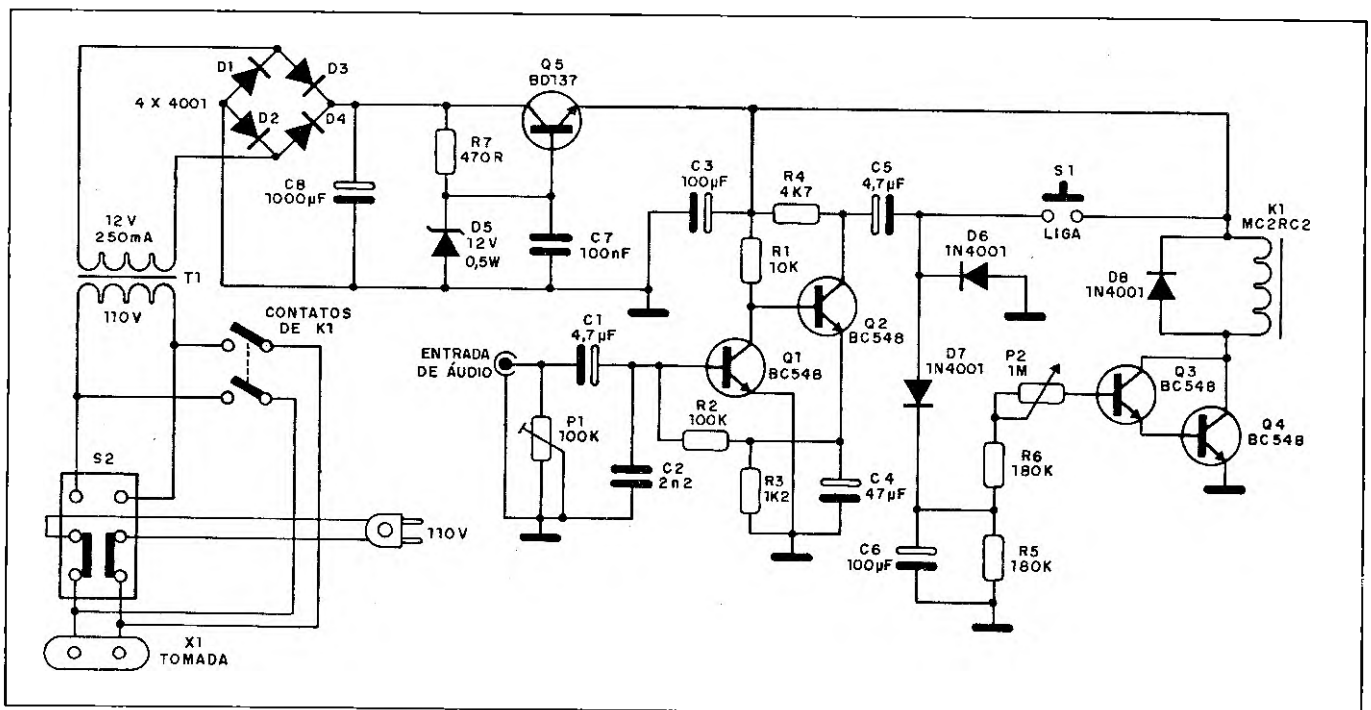 D1
D3
4 X 4001
D2
D4
Q5
BD137
R7
470R
C8
1000µF
D5
12V
0,5W
C7
100nF
12V
250mA
T1
110V
CONTATOS
DE K1
S2
110V
X1
TOMADA
C3
100µF
R4
4K7
C5
4,7µF
S1
LIGA
K1
MC2RC2
D6
1N4001
D8
1N4001
R1
10K
Q2
BC548
C1
4,7µF
ENTRADA
DE ÁUDIO
Q1
BC548
D7
1N4001
P2
1M
Q3
BC548
Q4
BC548
P1
100K
R2
100K
C2
2n2
R3
1K2
C4
47µF
R6
180K
C6
100µF
R5
180K